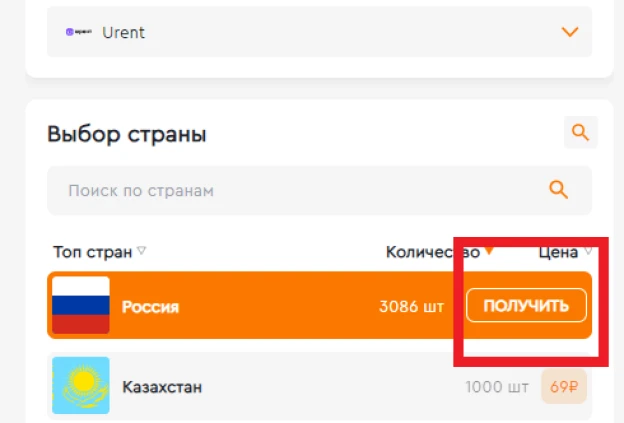 Urent
Выбор страны
Поиск по странам
Топ стран Количество Цена
Россия 3086 шт ПОЛУЧИТЬ
Казахстан 1000 шт 69₽